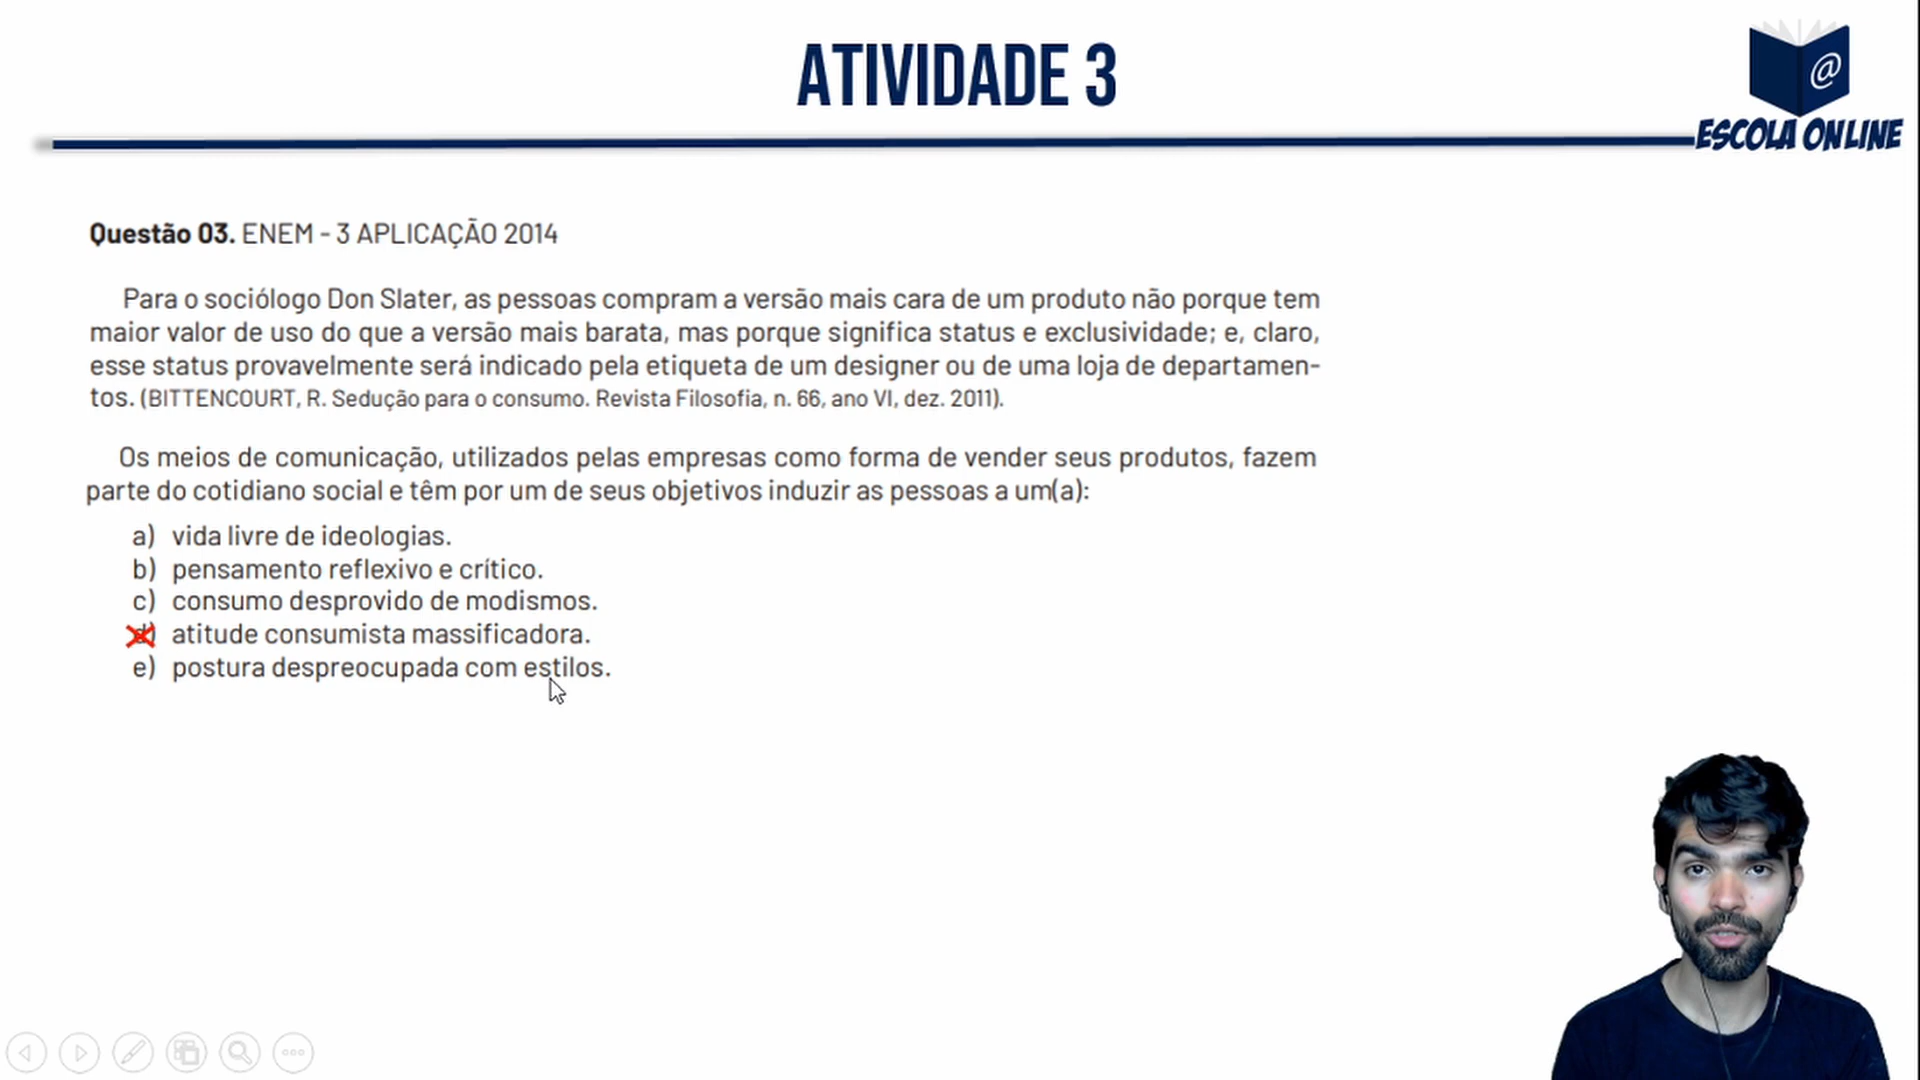 ATIVIDADE 3
@
ESCOLA ONLINE
Questão 03. ENEM - 3 APLICAÇÃO 2014
Para o sociólogo Don Slater, as pessoas compram a versão mais cara de um produto não porque tem
maior valor de uso do que a versão mais barata, mas porque significa status e exclusividade; e, claro,
esse status provavelmente será indicado pela etiqueta de um designer ou de uma loja de departamen-
tos. (BITTENCOURT, R. Sedução para o consumo. Revista Filosofia, n. 66, ano VI, dez. 2011).
Os meios de comunicação, utilizados pelas empresas como forma de vender seus produtos, fazem
parte do cotidiano social e têm por um de seus objetivos induzir as pessoas a um(a):
a) vida livre de ideologias.
b) pensamento reflexivo e crítico.
c) consumo desprovido de modismos.
d) atitude consumista massificadora.
e) postura despreocupada com estilos.